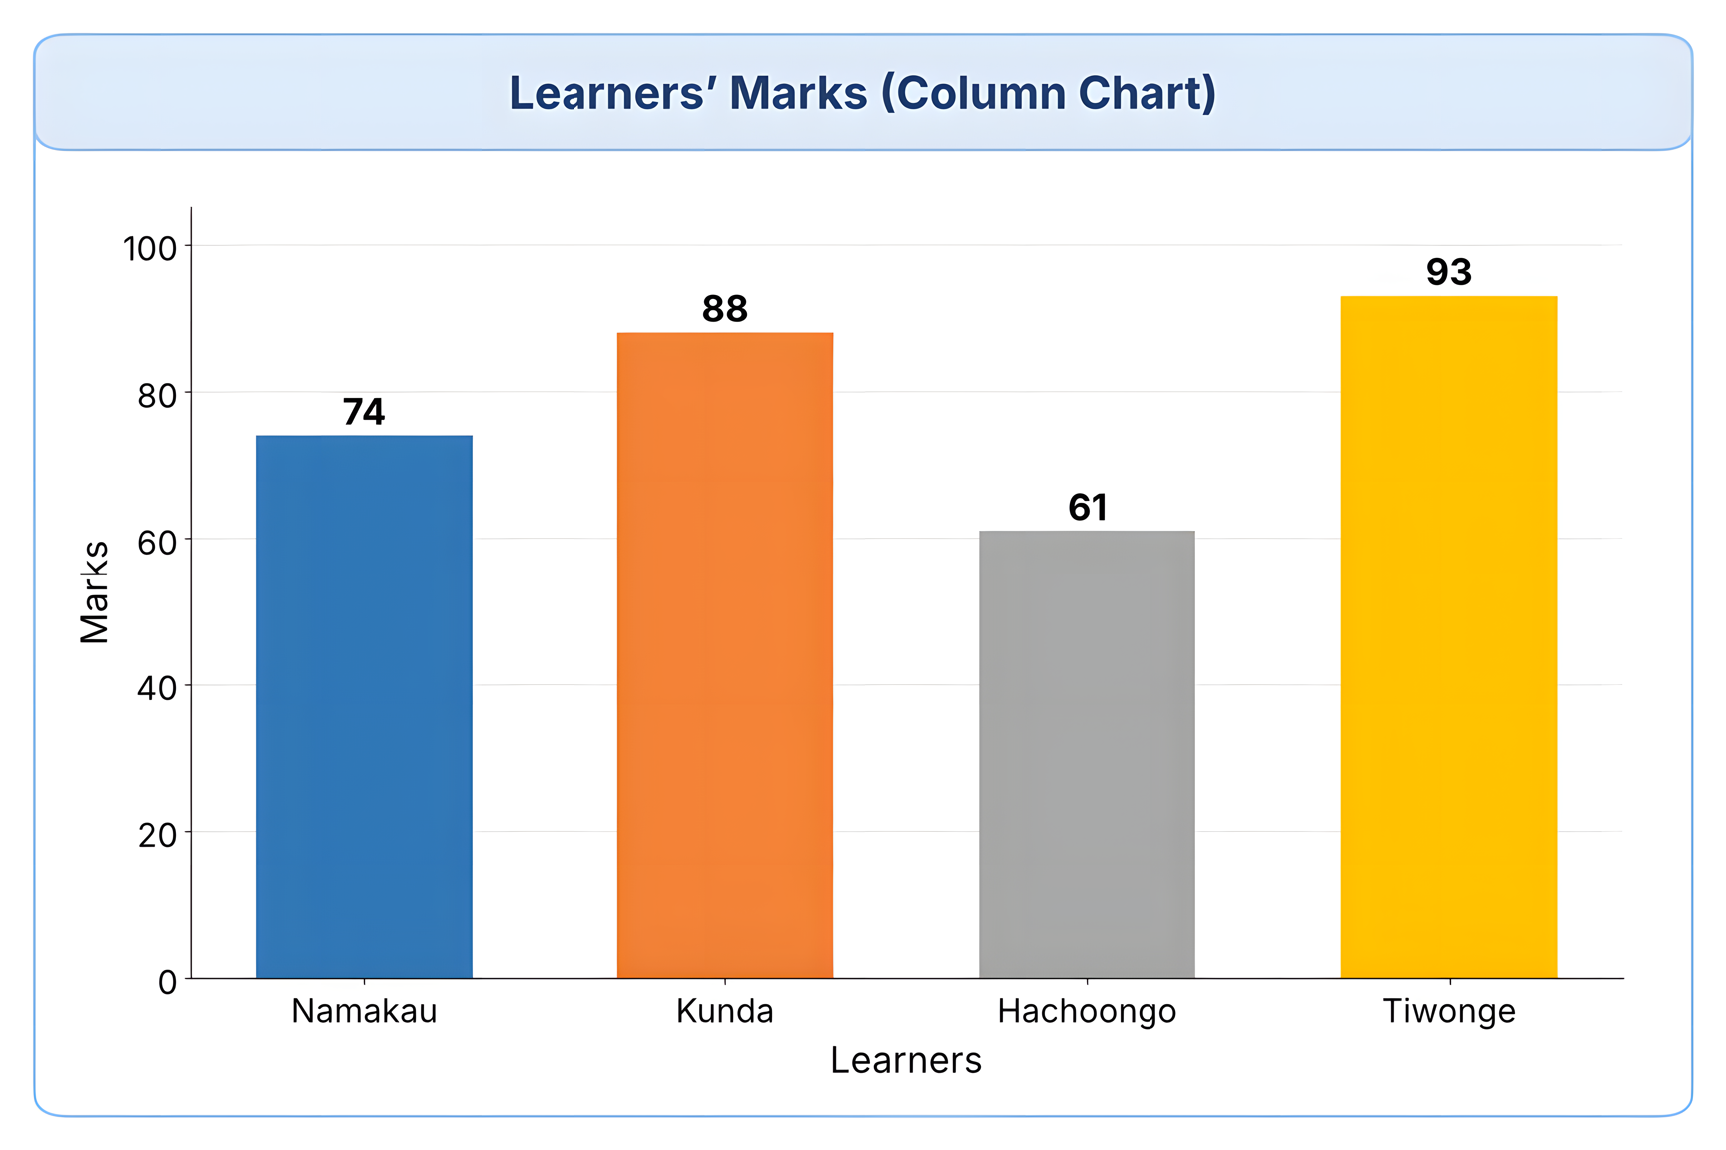 Learners’ Marks (Column Chart)
100
80
60
40
20
0
Marks
74
88
61
93
Namakau
Kunda
Hachoongo
Tiwonge
Learners